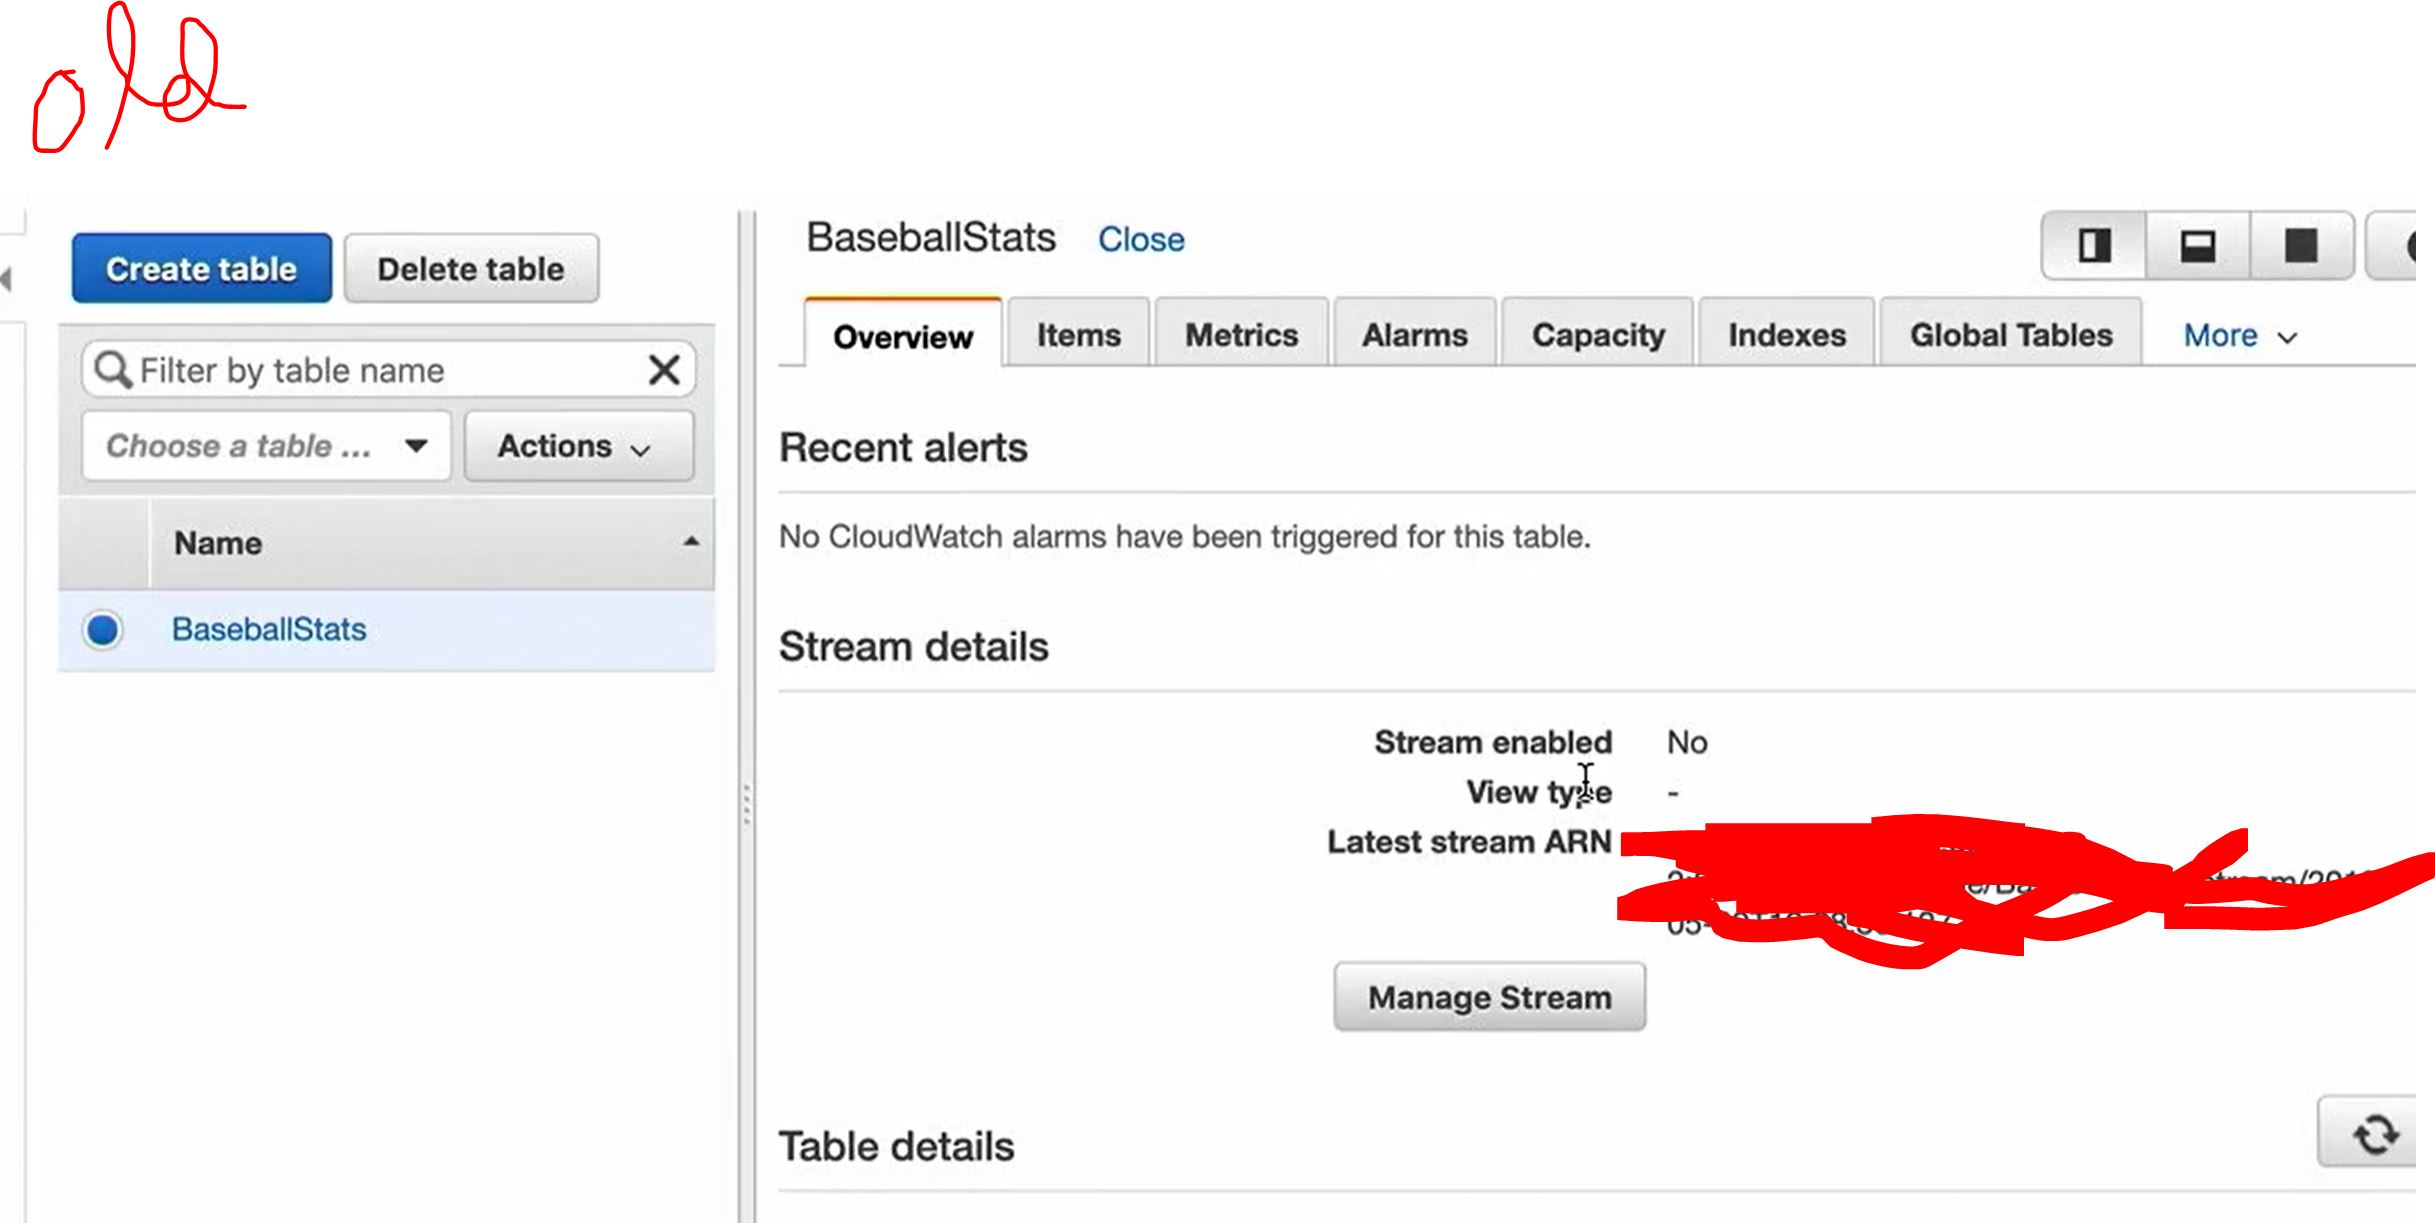 old
Create table Delete table
Filter by table name
Choose a table ... Actions
Name
BaseballStats
BaseballStats Close
Overview Items Metrics Alarms Capacity Indexes Global Tables More
Recent alerts
No CloudWatch alarms have been triggered for this table.
Stream details
Stream enabled No
View type -
Latest stream ARN
Manage Stream
Table details